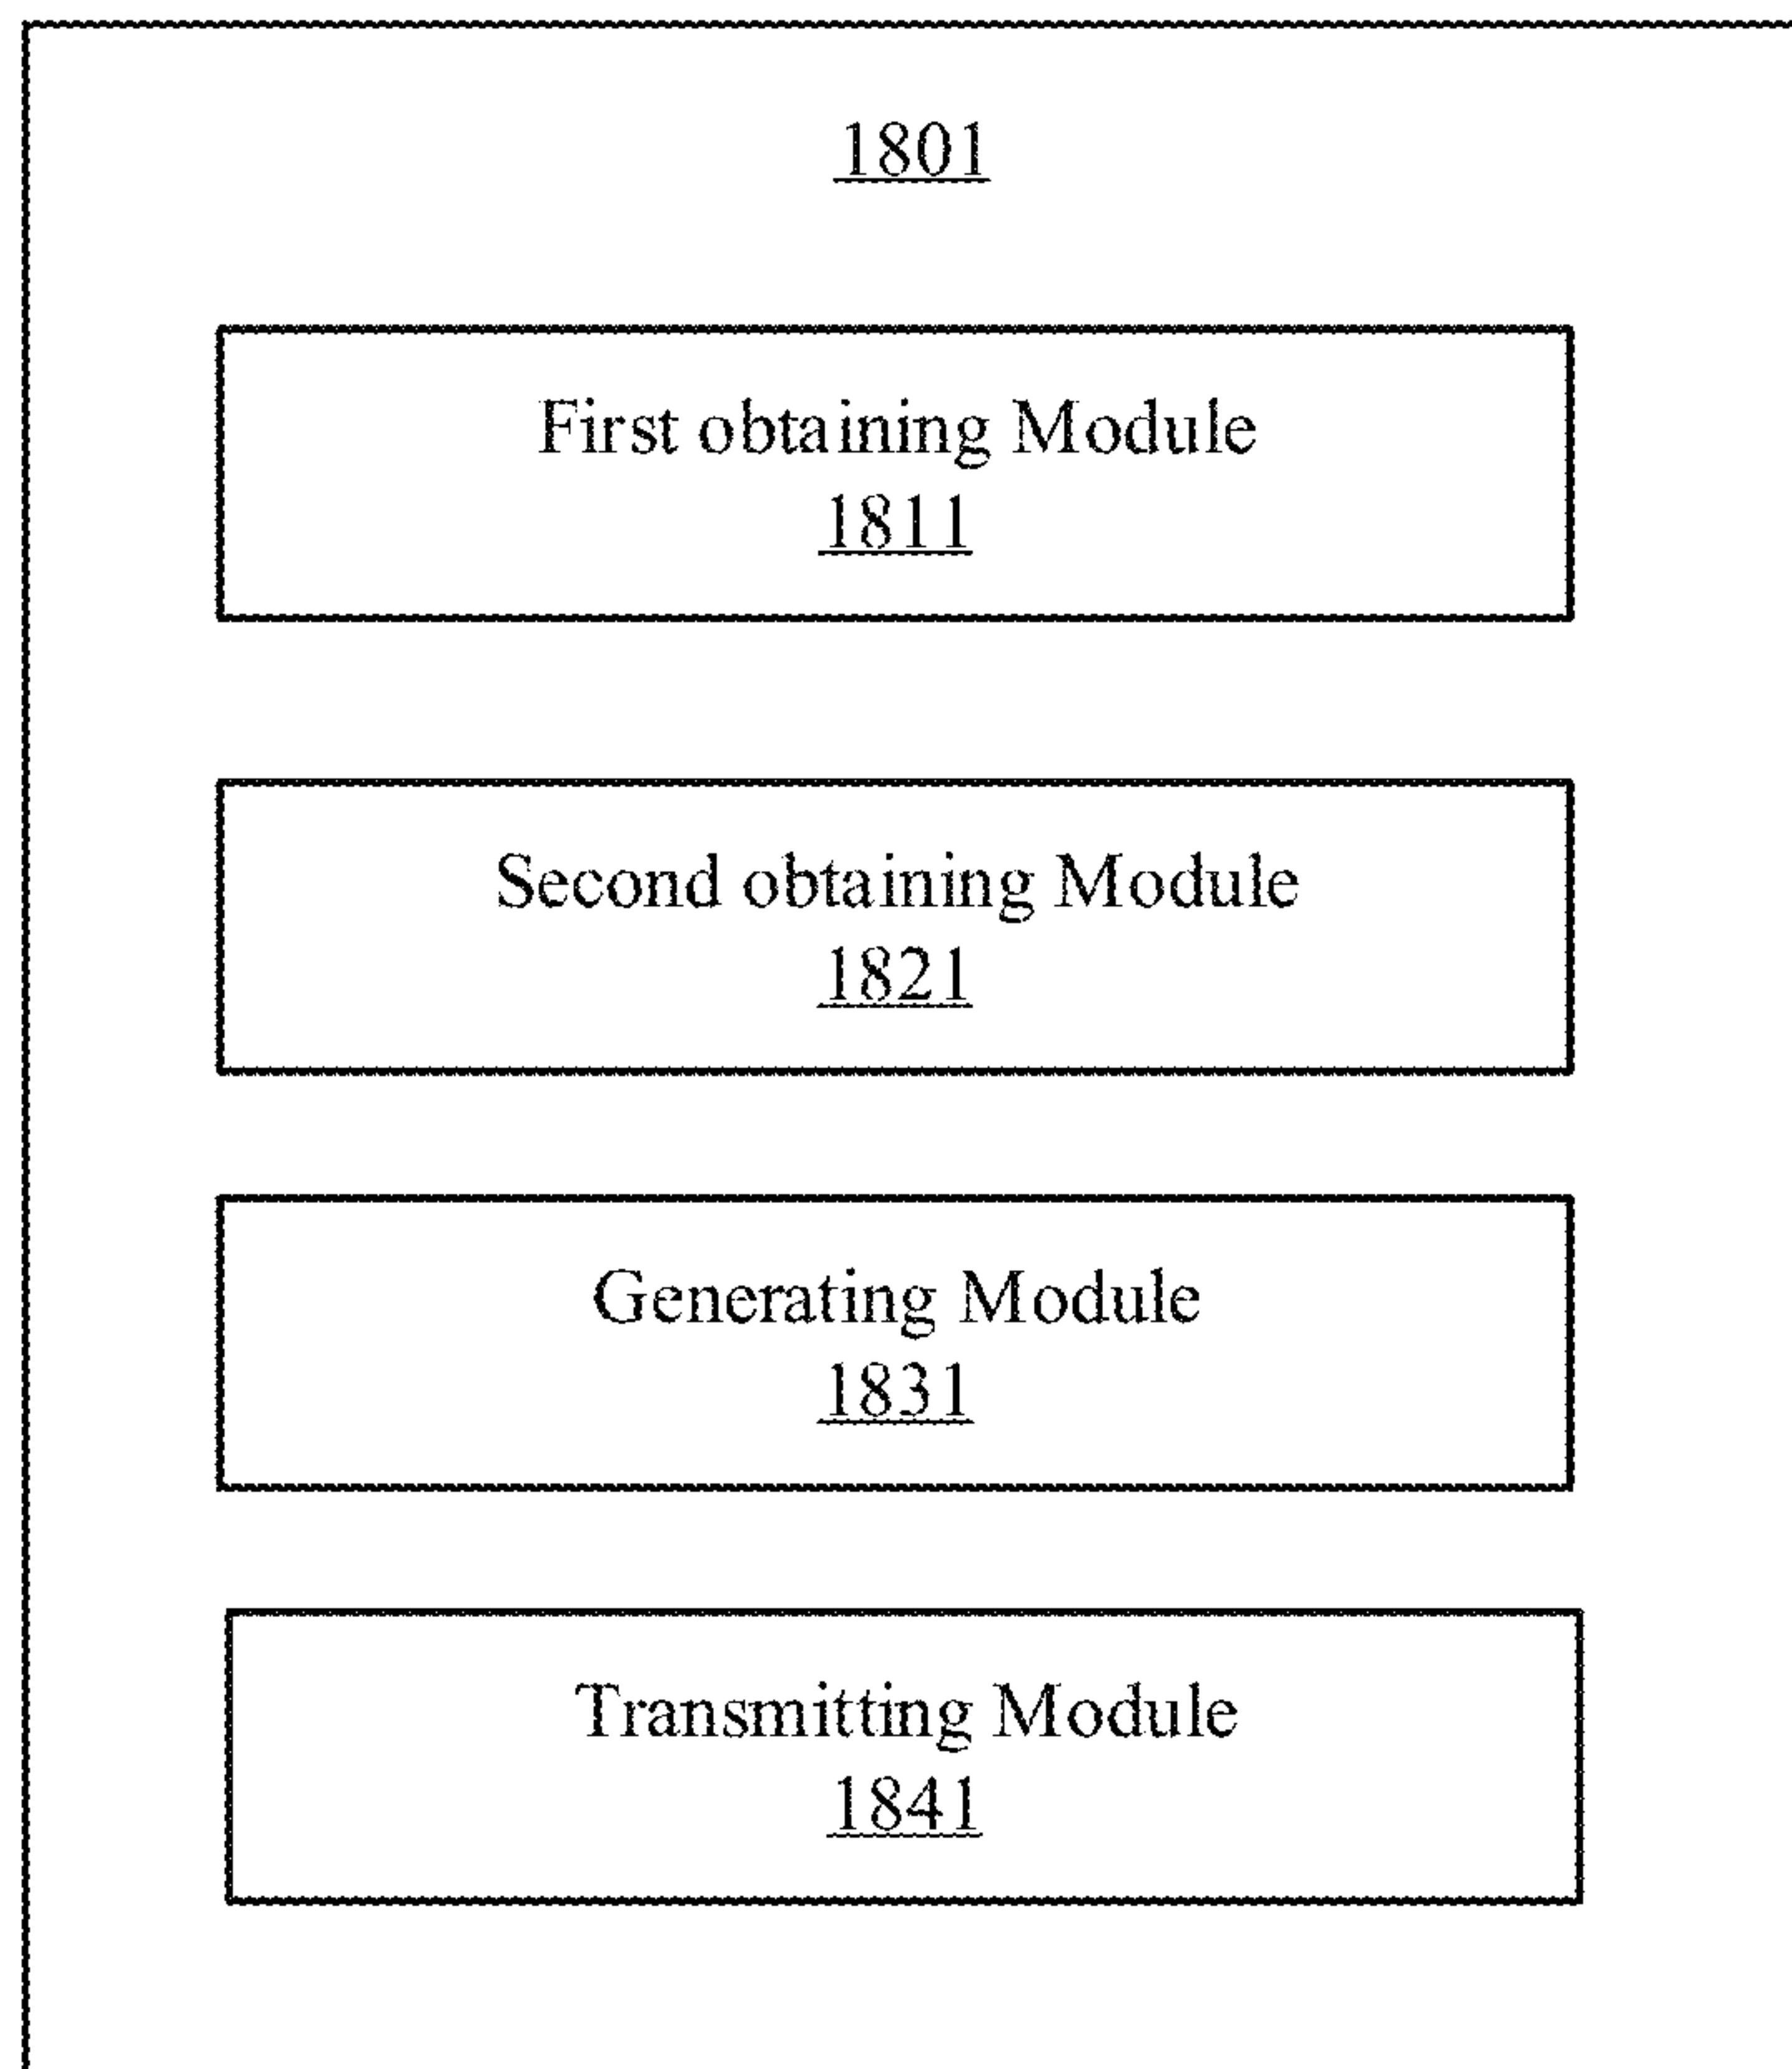 1801
First obtaining Module
1811
Second obtaining Module
1821
Generating Module
1831
Transmitting Module
1841